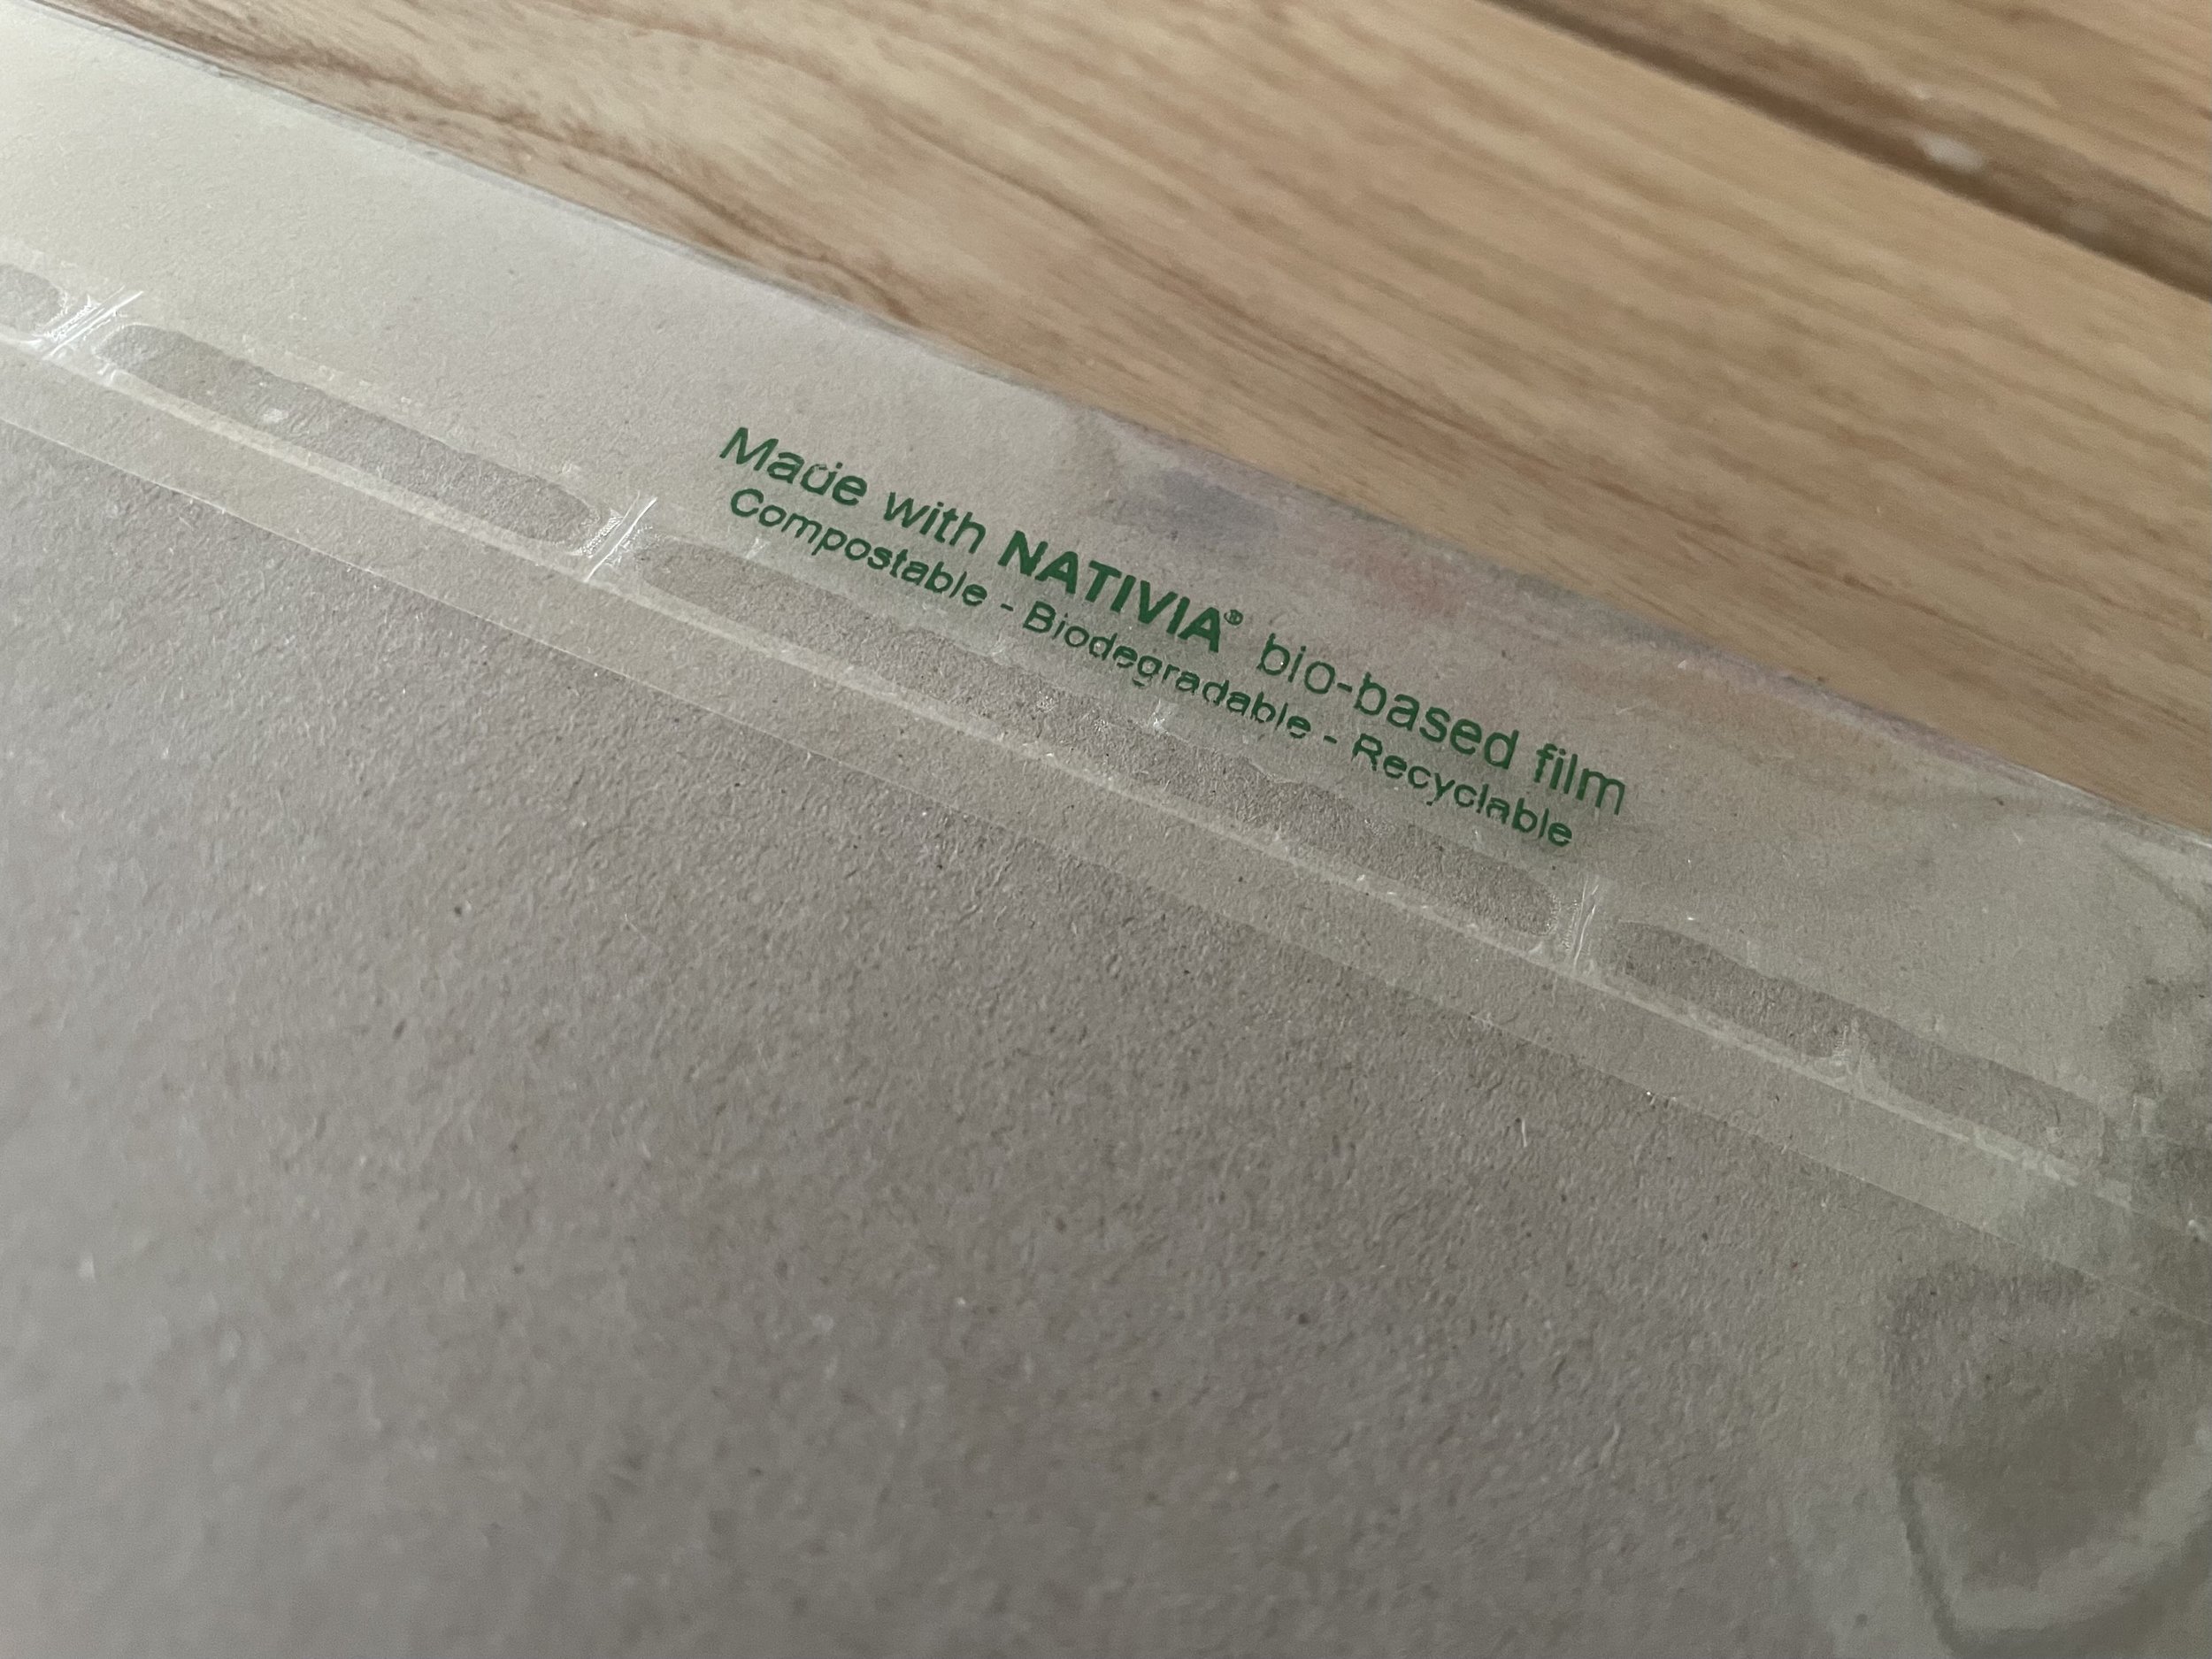 Made with NATIVIA® bio-based film
Compostable - Biodegradable - Recyclable